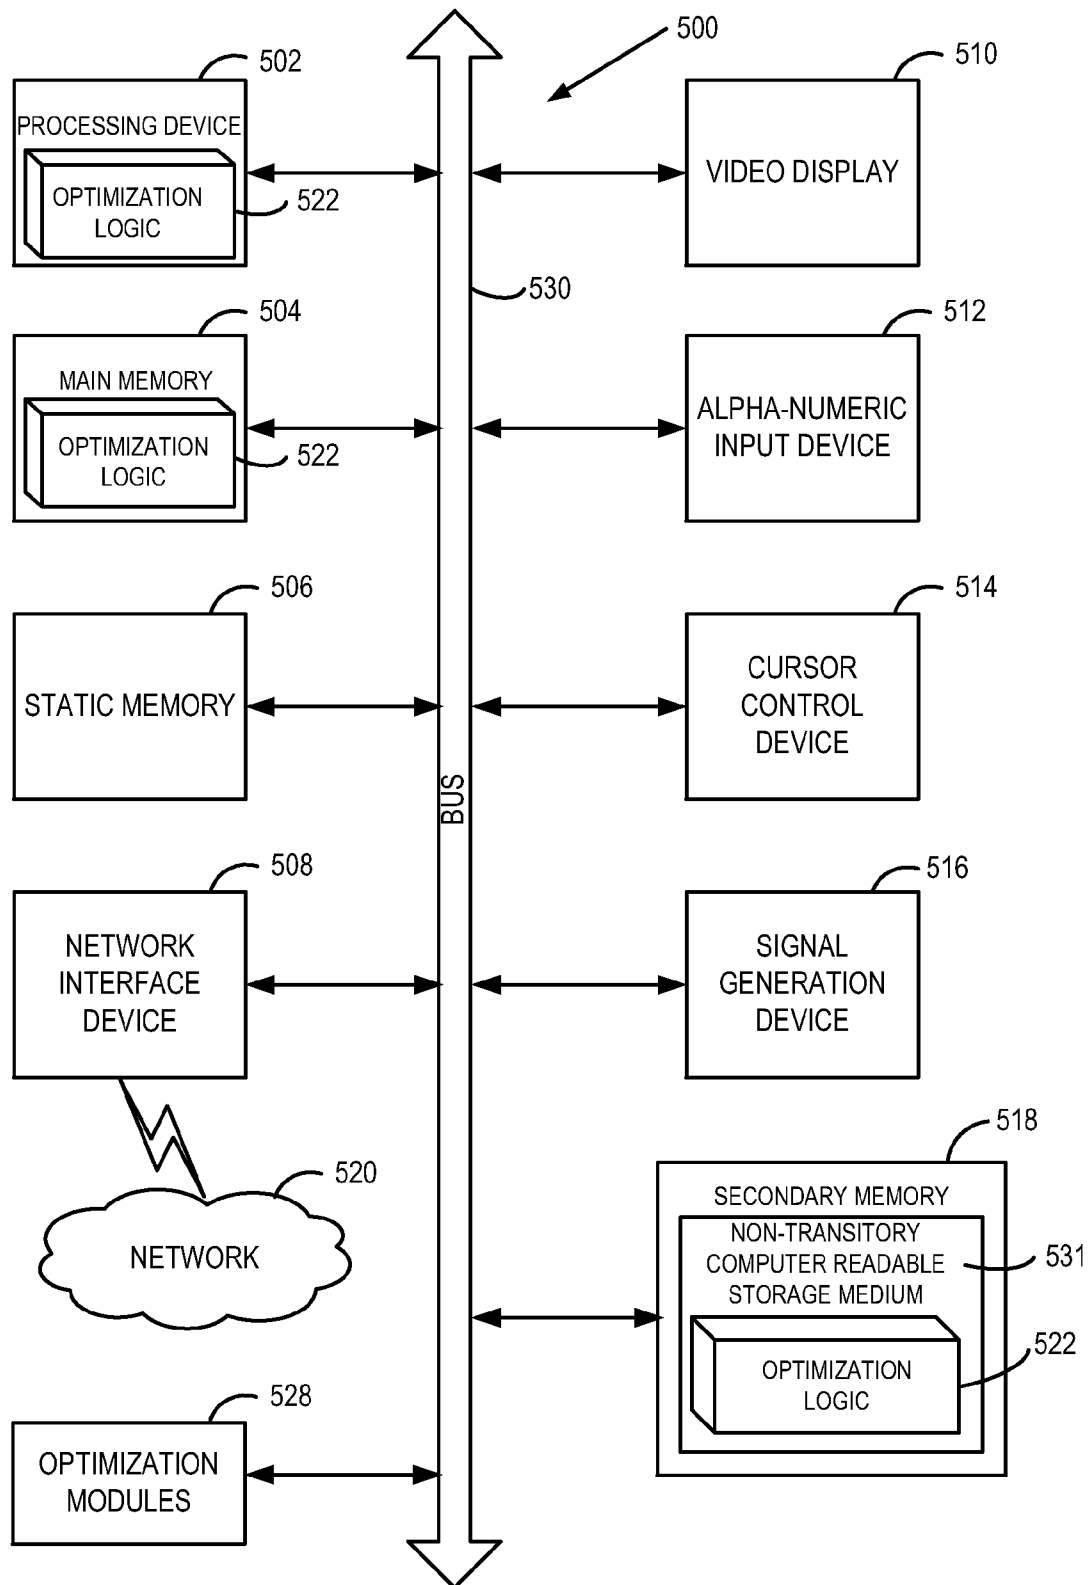 500
502
PROCESSING DEVICE
OPTIMIZATION
LOGIC
522
510
VIDEO DISPLAY
530
504
MAIN MEMORY
OPTIMIZATION
LOGIC
522
512
ALPHA-NUMERIC
INPUT DEVICE
506
STATIC MEMORY
514
CURSOR
CONTROL
DEVICE
BUS
508
NETWORK
INTERFACE
DEVICE
516
SIGNAL
GENERATION
DEVICE
520
NETWORK
518
SECONDARY MEMORY
NON-TRANSITORY
COMPUTER READABLE
STORAGE MEDIUM
531
OPTIMIZATION
LOGIC
522
528
OPTIMIZATION
MODULES